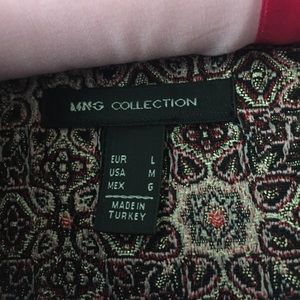 MNG COLLECTION
EUR L
USA M
MEX G
MADE IN
TURKEY